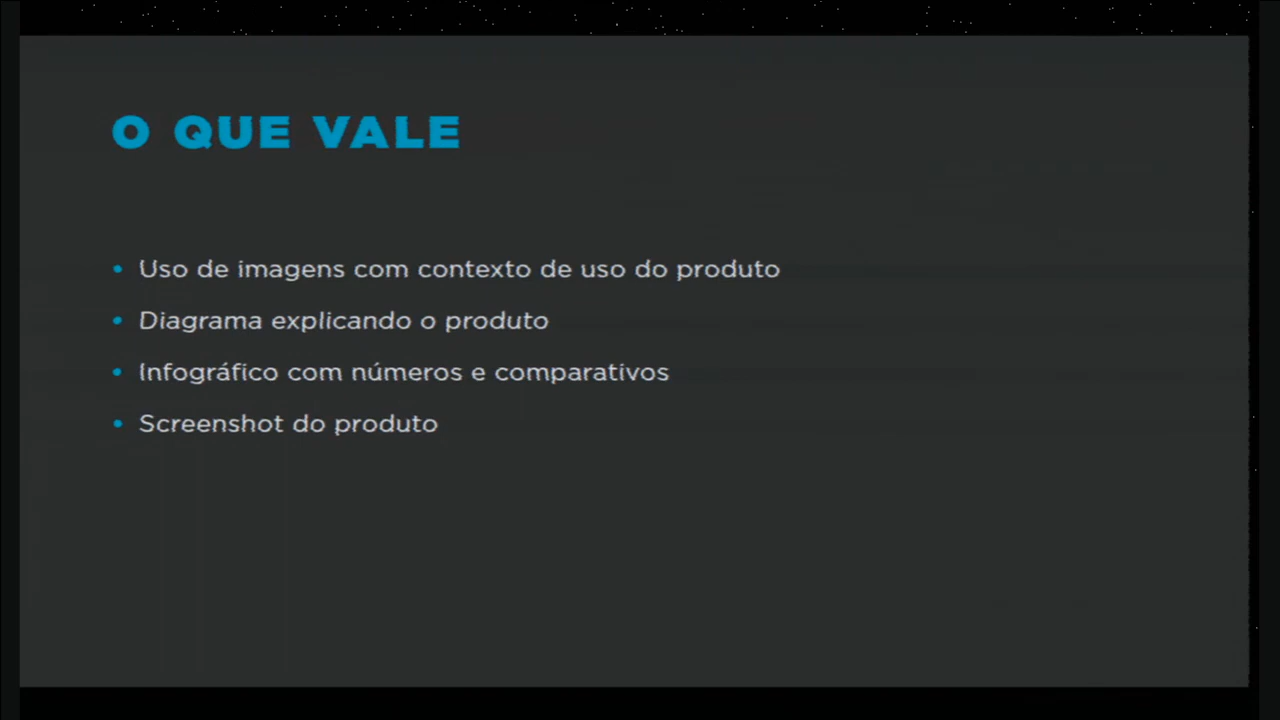 O QUE VALE
• Uso de imagens com contexto de uso do produto
• Diagrama explicando o produto
• Infográfico com números e comparativos
• Screenshot do produto